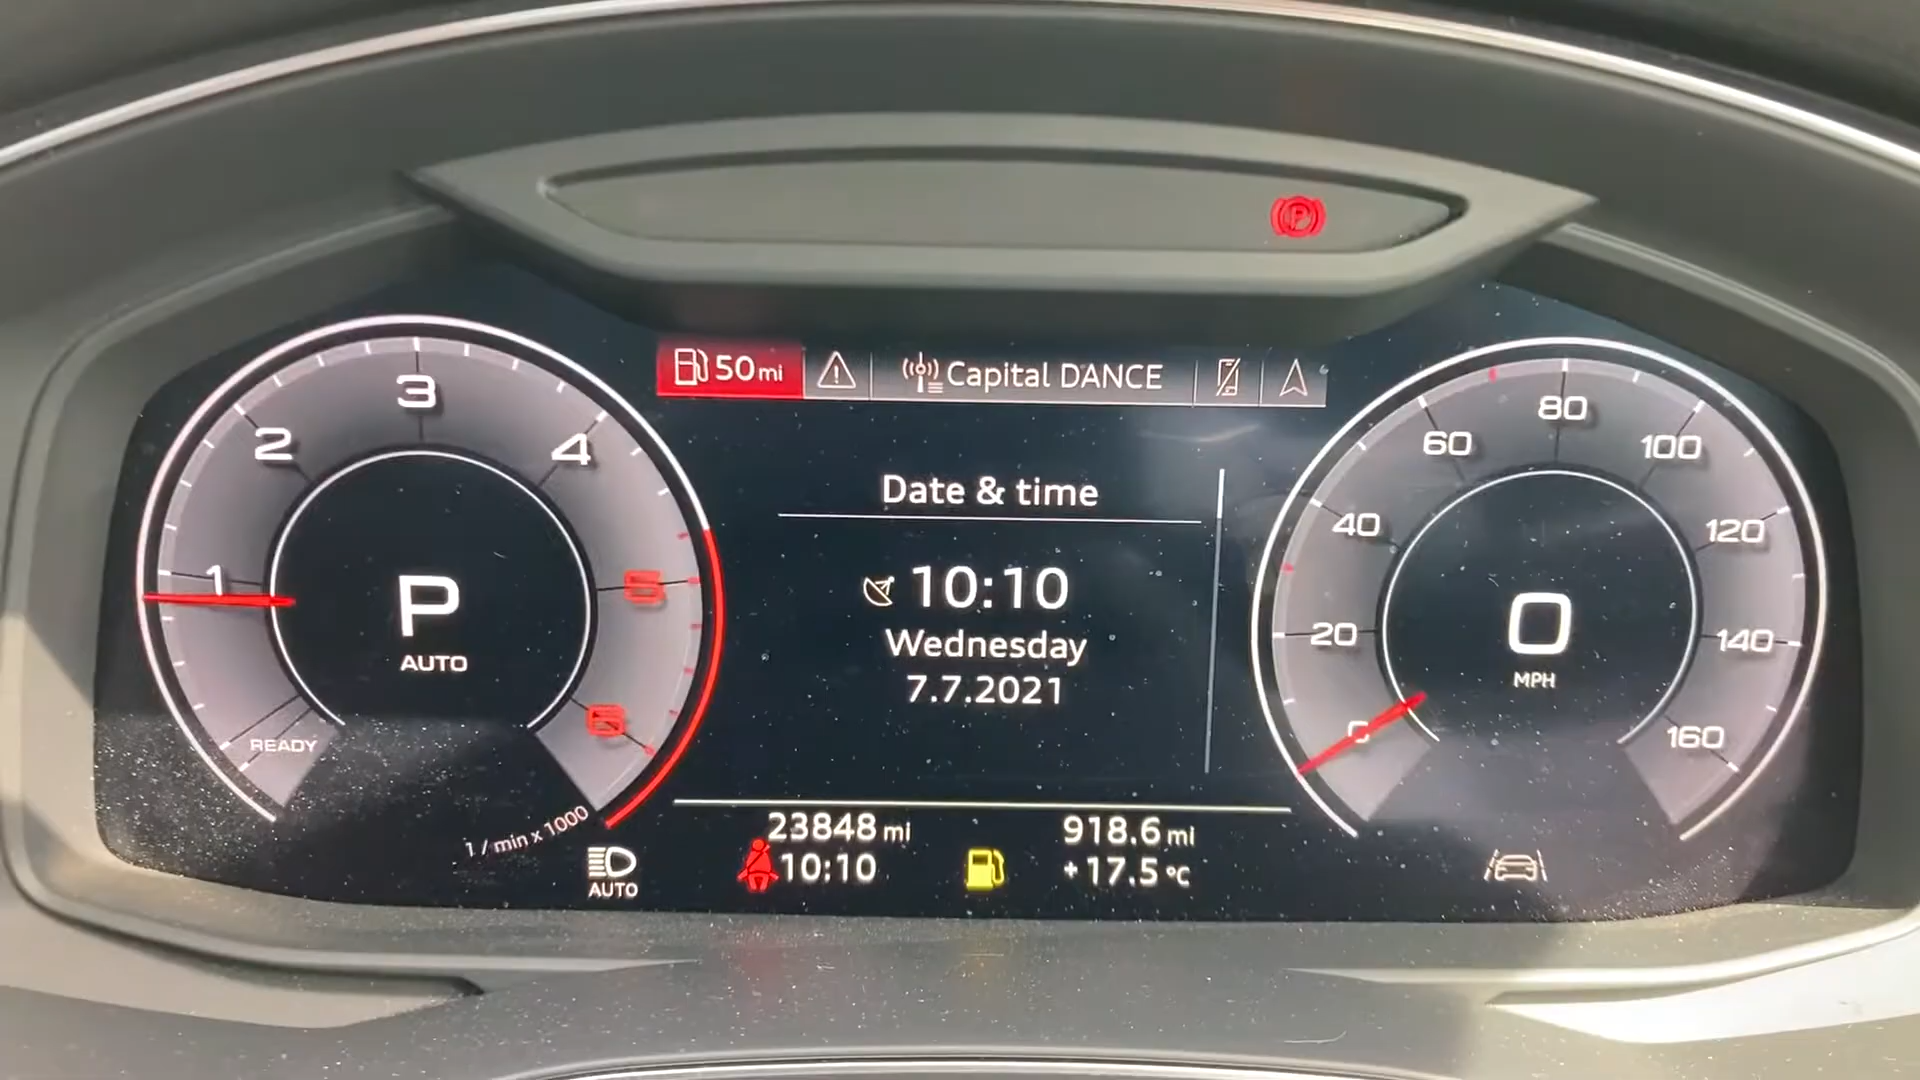 50 mi
Capital DANCE
1
2
3
4
5
6
READY
1 / min x 1000
P
AUTO
Date & time
10:10
Wednesday
7.7.2021
0
20
40
60
80
100
120
140
160
0
MPH
23848 mi
918.6 mi
10:10
+17.5 °C
AUTO
P